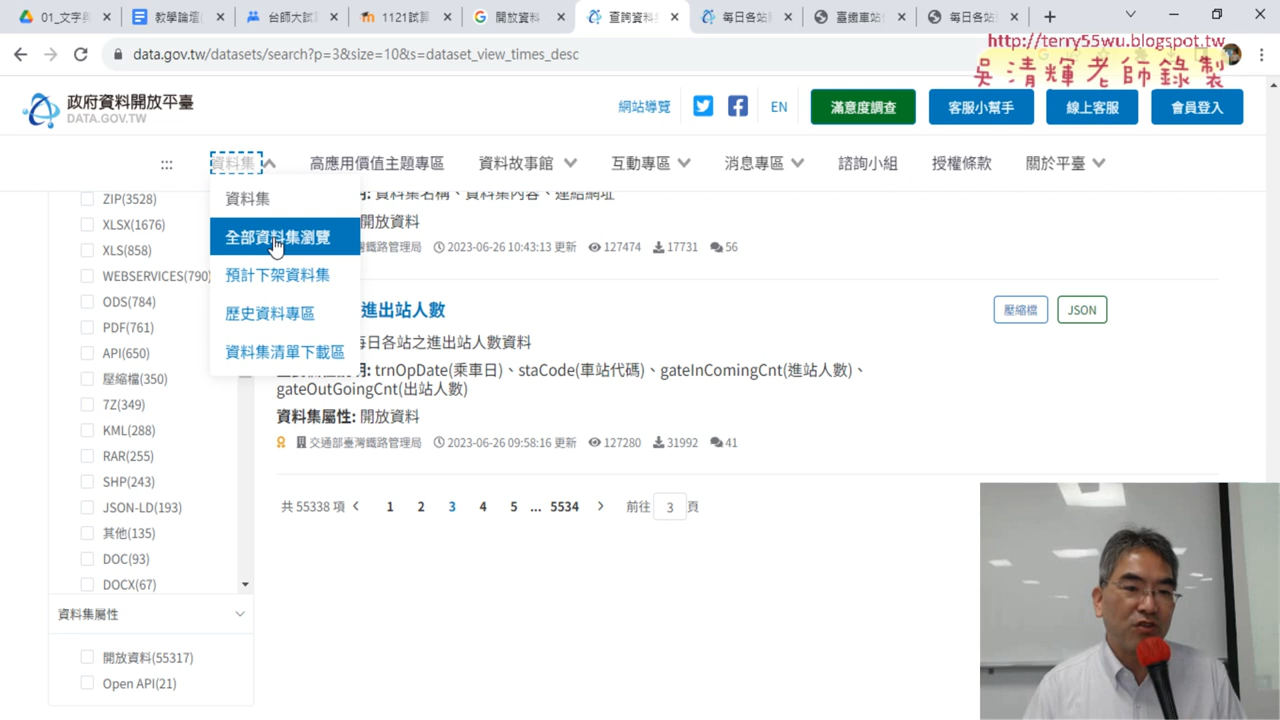 01_文字與
教學論壇(
台師大試算
1121試算
開放資料
查詢資料集
每日各站進
臺鐵車站
每日各站
data.gov.tw/datasets/search?p=3&size=10&s=dataset_view_times_desc
http://terry55wu.blogspot.tw
吳清輝老師錄製
政府資料開放平臺
DATA.GOV.TW
網站導覽
EN
滿意度調查
客服小幫手
線上客服
會員登入
:::
資料集
高應用價值主題專區
資料故事館
互動專區
消息專區
諮詢小組
授權條款
關於平臺
資料集
全部資料集瀏覽
預計下架資料集
歷史資料專區
資料集清單下載區
ZIP(3528)
XLSX(1676)
XLS(858)
WEBSERVICES(790)
ODS(784)
PDF(761)
API(650)
壓縮檔(350)
7Z(349)
KML(288)
RAR(255)
SHP(243)
JSON-LD(193)
其他(135)
DOC(93)
DOCX(67)
資料集屬性
開放資料(55317)
Open API(21)
明: 資料集名稱、資料集內容、連結網址
開放資料
臺灣鐵路管理局 2023-06-26 10:43:13 更新 127474 17731 56
進出站人數
壓縮檔
JSON
每日各站之進出站人數資料
trnOpDate(乘車日)、staCode(車站代碼)、gateInComingCnt(進站人數)、
gateOutGoingCnt(出站人數)
資料集屬性: 開放資料
交通部臺灣鐵路管理局 2023-06-26 09:58:16 更新 127280 31992 41
共 55338 項 < 1 2 3 4 5 ... 5534 > 前往 3 頁